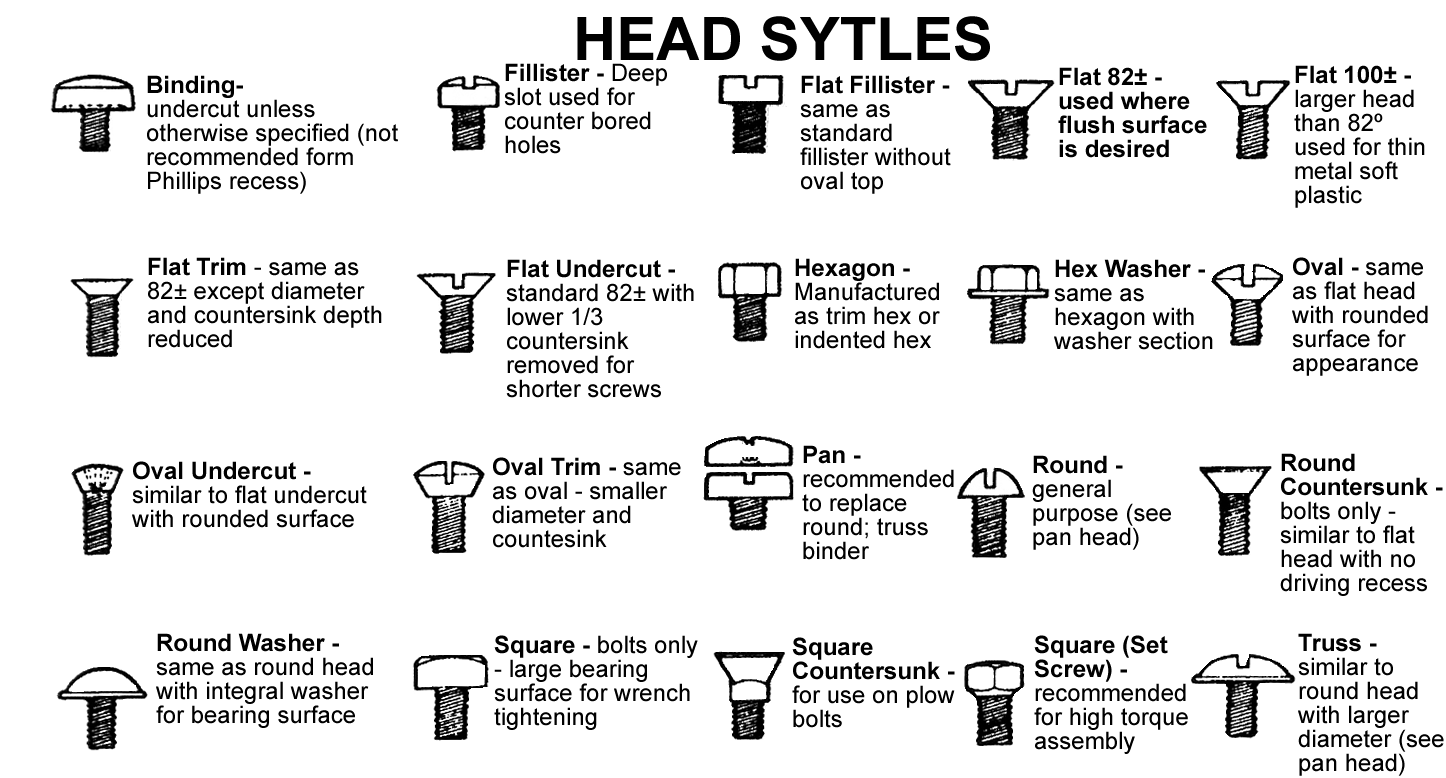 HEAD SYTLES
Binding-
undercut unless
otherwise specified (not
recommended form
Phillips recess)
Fillister - Deep
slot used for
counter bored
holes
Flat Fillister -
same as
standard
fillister without
oval top
Flat 82± -
used where
flush surface
is desired
Flat 100± -
larger head
than 82º
used for thin
metal soft
plastic
Flat Trim - same as
82± except diameter
and countersink depth
reduced
Flat Undercut -
standard 82± with
lower 1/3
countersink
removed for
shorter screws
Hexagon -
Manufactured
as trim hex or
indented hex
Hex Washer -
same as
hexagon with
washer section
Oval - same
as flat head
with rounded
surface for
appearance
Oval Undercut -
similar to flat undercut
with rounded surface
Oval Trim - same
as oval - smaller
diameter and
countesink
Pan -
recommended
to replace
round; truss
binder
Round -
general
purpose (see
pan head)
Round
Countersunk -
bolts only -
similar to flat
head with no
driving recess
Round Washer -
same as round head
with integral washer
for bearing surface
Square - bolts only
- large bearing
surface for wrench
tightening
Square
Countersunk -
for use on plow
bolts
Square (Set
Screw) -
recommended
for high torque
assembly
Truss -
similar to
round head
with larger
diameter (see
pan head)